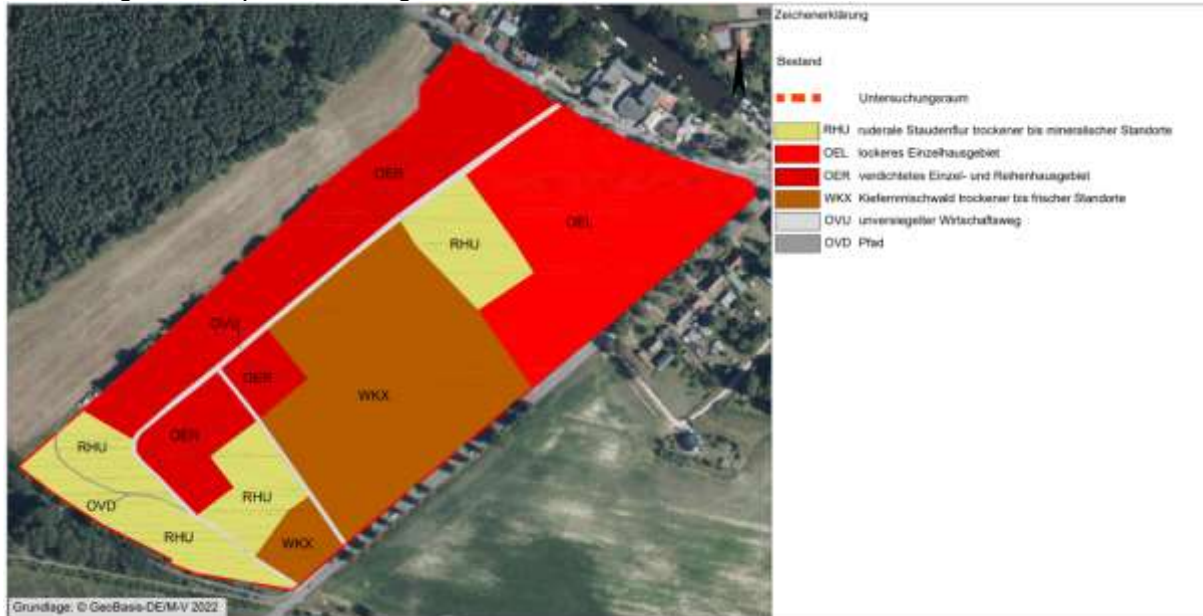 Zeichenerklärung
Bestand
Untersuchungsraum
RHU ruderale Staudenflur trockener bis mineralischer Standorte
OEL lockeres Einzelhausgebiet
OER verdichtetes Einzel- und Reihenhausgebiet
WKX Kiefernmischwald trockener bis frischer Standorte
OVU unversiegelter Wirtschaftsweg
OVD Pfad
OER
OEL
RHU
OVU
OER
WKX
OER
RHU
RHU
OVD
RHU
WKX
Grundlage: © GeoBasis-DE/M-V 2022